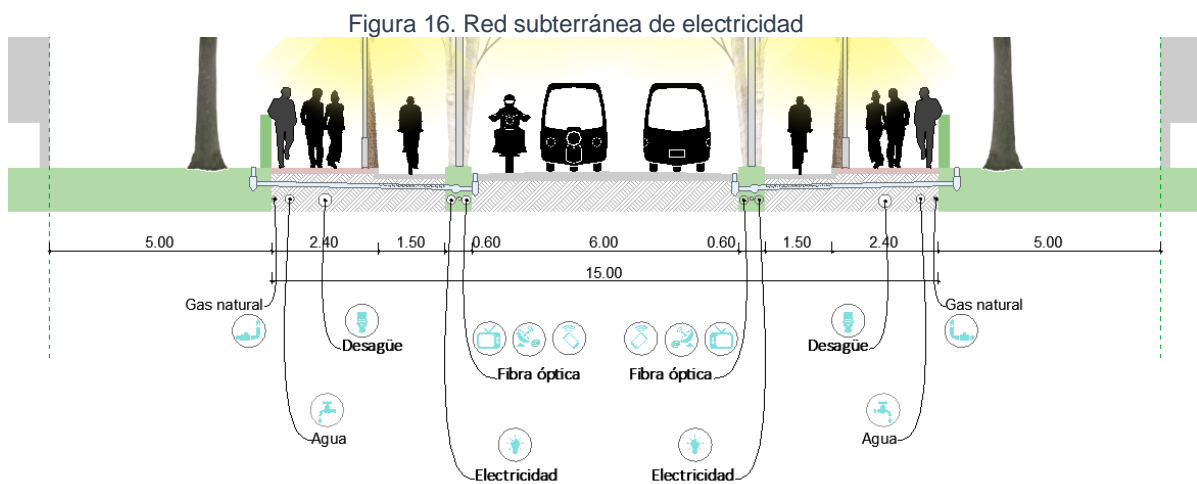 Figura 16. Red subterránea de electricidad
5.00 2.40 1.50 0.60 6.00 0.60 1.50 2.40 5.00
15.00
Gas natural Gas natural
Desagüe Desagüe
Fibra óptica Fibra óptica
Agua Agua
Electricidad Electricidad